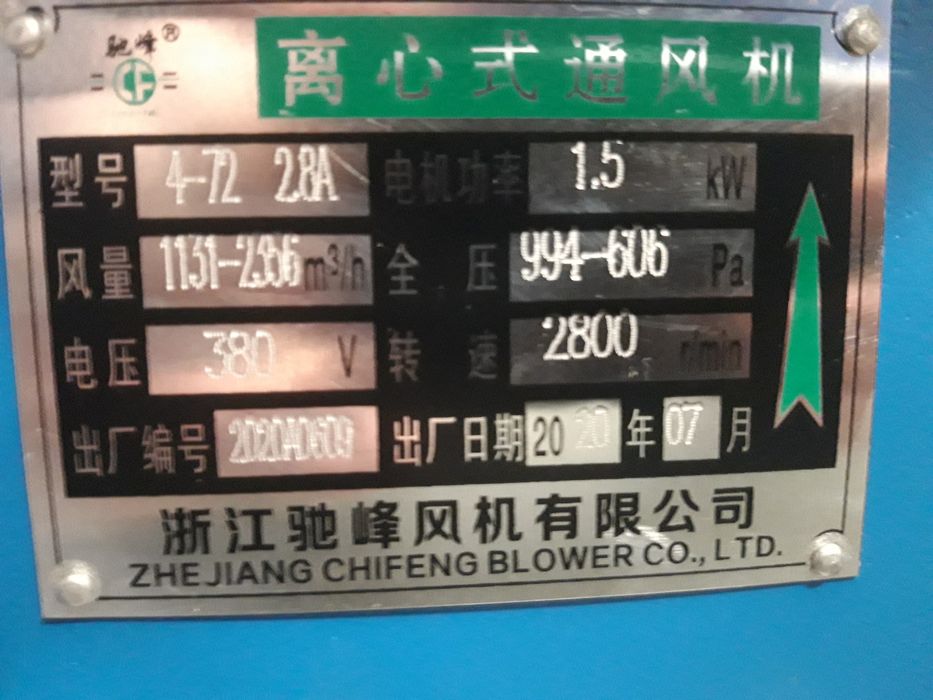 驰峰® 离心式通风机
CF
型号 4-72 2.8A 电机功率 1.5 kW
风量 1131-2356 m³/h 全压 994-606 Pa
电压 380 V 转速 2800 r/min
出厂编号 2020A0609 出厂日期 2020年07月
浙江驰峰风机有限公司
ZHEJIANG CHIFENG BLOWER CO., LTD.